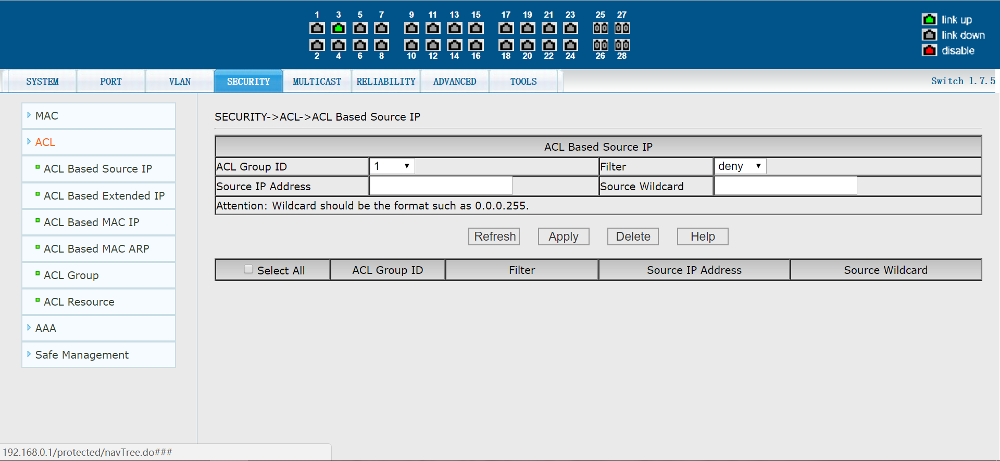 1 3 5 7 9 11 13 15 17 19 21 23 25 27
2 4 6 8 10 12 14 16 18 20 22 24 26 28
link up
link down
disable
SYSTEM PORT VLAN SECURITY MULTICAST RELIABILITY ADVANCED TOOLS Switch 1.7.5
MAC
ACL
ACL Based Source IP
ACL Based Extended IP
ACL Based MAC IP
ACL Based MAC ARP
ACL Group
ACL Resource
AAA
Safe Management
SECURITY->ACL->ACL Based Source IP
ACL Based Source IP
ACL Group ID 1 Filter deny
Source IP Address Source Wildcard
Attention: Wildcard should be the format such as 0.0.0.255.
Refresh Apply Delete Help
Select All ACL Group ID Filter Source IP Address Source Wildcard
192.168.0.1/protected/navTree.do###